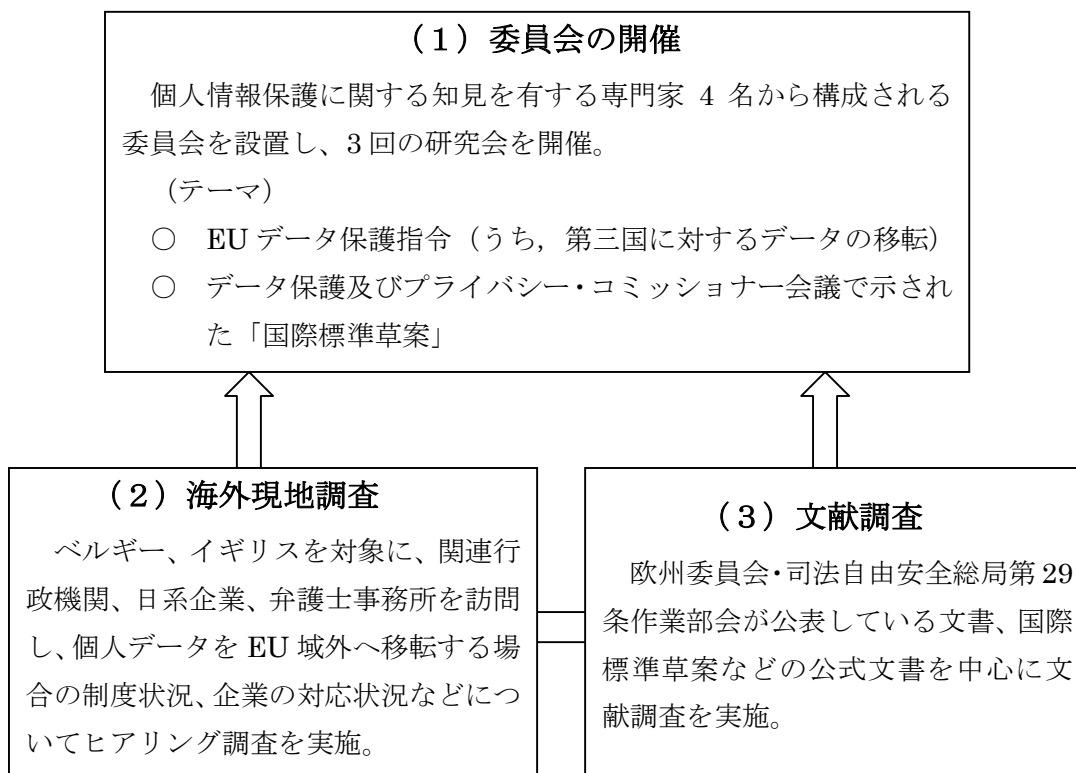 (1) 委員会の開催
個人情報保護に関する知見を有する専門家 4 名から構成される
委員会を設置し、3 回の研究会を開催。
(テーマ)
○ EU データ保護指令(うち，第三国に対するデータの移転)
○ データ保護及びプライバシー・コミッショナー会議で示され
た「国際標準草案」
(2) 海外現地調査
ベルギー、イギリスを対象に、関連行
政機関、日系企業、弁護士事務所を訪問
し、個人データを EU 域外へ移転する場
合の制度状況、企業の対応状況などにつ
いてヒアリング調査を実施。
(3) 文献調査
欧州委員会・司法自由安全総局第 29
条作業部会が公表している文書、国際
標準草案などの公式文書を中心に文
献調査を実施。